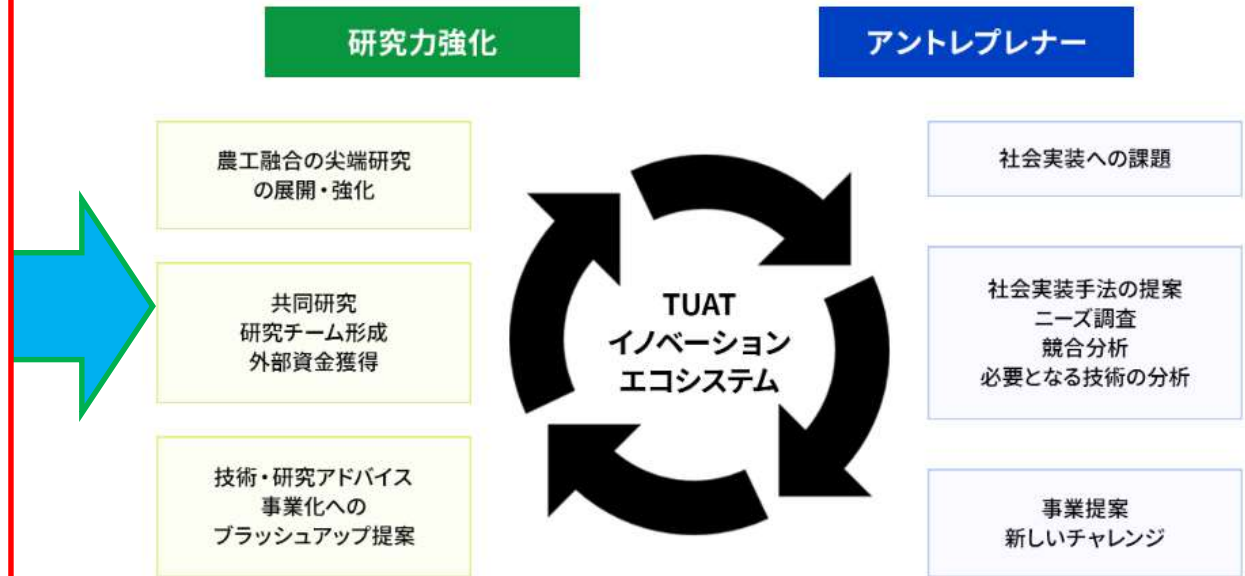 研究力強化
アントレプレナー
農工融合の尖端研究
の展開・強化
共同研究
研究チーム形成
外部資金獲得
技術・研究アドバイス
事業化への
ブラッシュアップ提案
TUAT
イノベーション
エコシステム
社会実装への課題
社会実装手法の提案
ニーズ調査
競合分析
必要となる技術の分析
事業提案
新しいチャレンジ